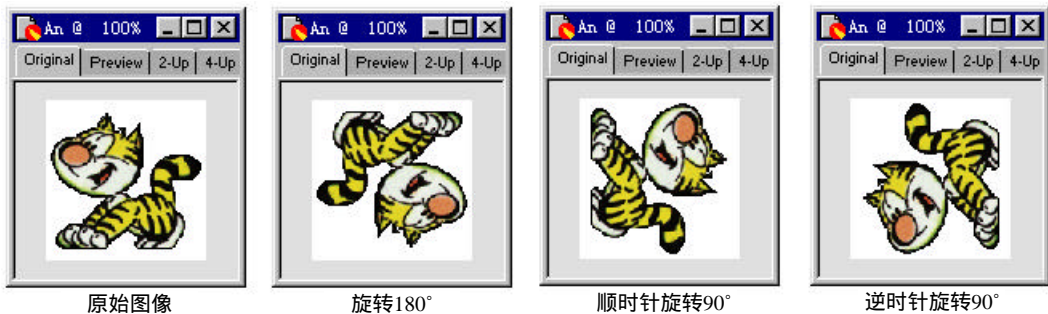 An @ 100%
Original Preview 2-Up 4-Up
原始图像
An @ 100%
Original Preview 2-Up 4-Up
旋转180°
An @ 100%
Original Preview 2-Up 4-Up
顺时针旋转90°
An @ 100%
Original Preview 2-Up 4-Up
逆时针旋转90°